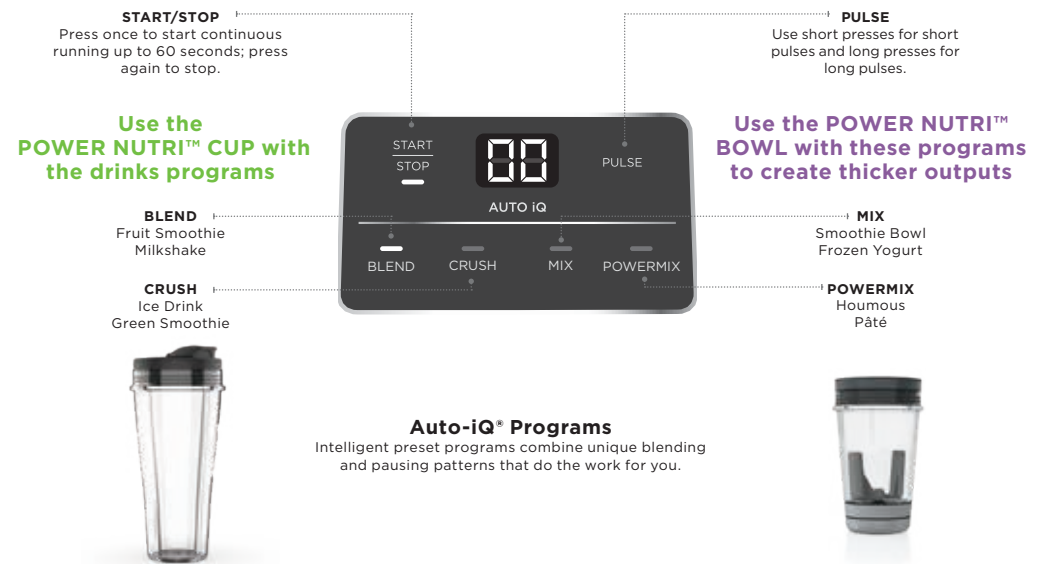 START/STOP
Press once to start continuous
running up to 60 seconds; press
again to stop.
PULSE
Use short presses for short
pulses and long presses for
long pulses.
Use the
POWER NUTRI™ CUP with
the drinks programs
START
STOP
00
PULSE
AUTO iQ
BLEND
CRUSH
MIX
POWERMIX
Use the POWER NUTRI™
BOWL with these programs
to create thicker outputs
BLEND
Fruit Smoothie
Milkshake
CRUSH
Ice Drink
Green Smoothie
MIX
Smoothie Bowl
Frozen Yogurt
POWERMIX
Houmous
Pâté
Auto-iQ® Programs
Intelligent preset programs combine unique blending
and pausing patterns that do the work for you.